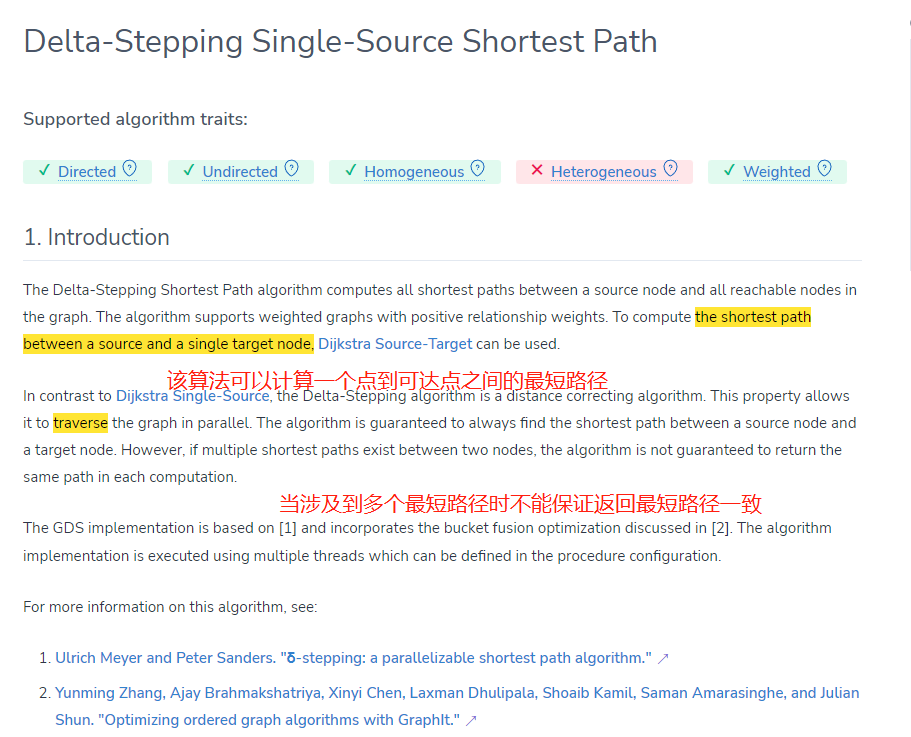 Delta-Stepping Single-Source Shortest Path
Supported algorithm traits:
✓ Directed ✓ Undirected ✓ Homogeneous ✕ Heterogeneous ✓ Weighted
1. Introduction
The Delta-Stepping Shortest Path algorithm computes all shortest paths between a source node and all reachable nodes in
the graph. The algorithm supports weighted graphs with positive relationship weights. To compute the shortest path
between a source and a single target node, Dijkstra Source-Target can be used.
该算法可以计算一个点到可达点之间的最短路径
In contrast to Dijkstra Single-Source, the Delta-Stepping algorithm is a distance correcting algorithm. This property allows
it to traverse the graph in parallel. The algorithm is guaranteed to always find the shortest path between a source node and
a target node. However, if multiple shortest paths exist between two nodes, the algorithm is not guaranteed to return the
same path in each computation.
当涉及到多个最短路径时不能保证返回最短路径一致
The GDS implementation is based on [1] and incorporates the bucket fusion optimization discussed in [2]. The algorithm
implementation is executed using multiple threads which can be defined in the procedure configuration.
For more information on this algorithm, see:
1. Ulrich Meyer and Peter Sanders. "δ-stepping: a parallelizable shortest path algorithm." ↗
2. Yunming Zhang, Ajay Brahmakshatriya, Xinyi Chen, Laxman Dhulipala, Shoaib Kamil, Saman Amarasinghe, and Julian
Shun. "Optimizing ordered graph algorithms with GraphIt." ↗